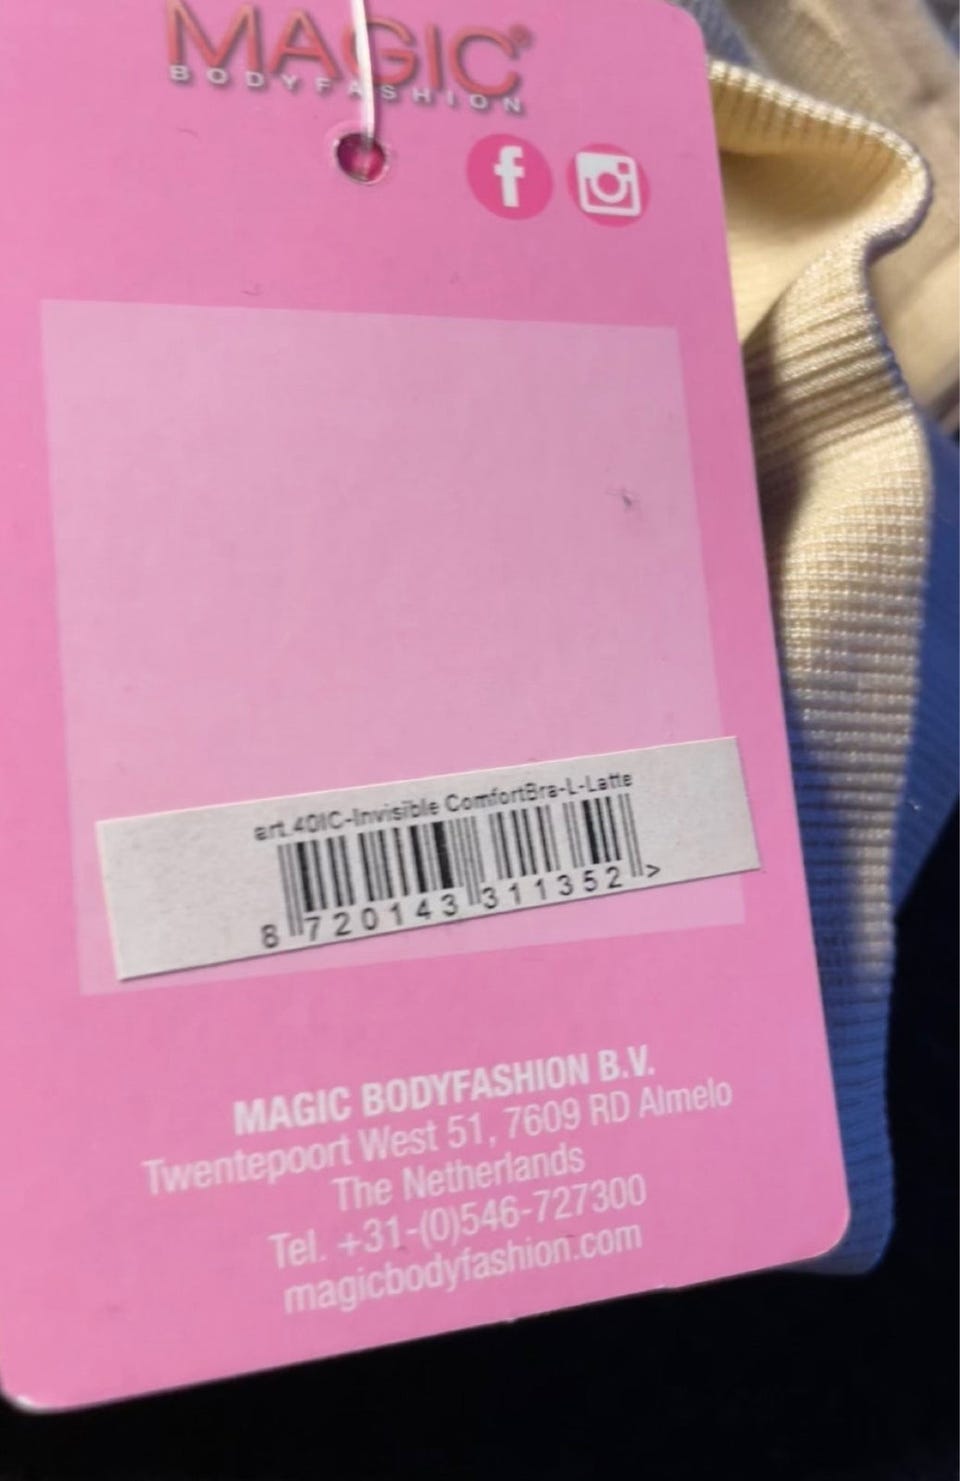 MAGIC®
BODYFASHION
art.40IC-Invisible ComfortBra-L-Latte
8 720143 311352 >
MAGIC BODYFASHION B.V.
Twentepoort West 51, 7609 RD Almelo
The Netherlands
Tel. +31-(0)546-727300
magicbodyfashion.com